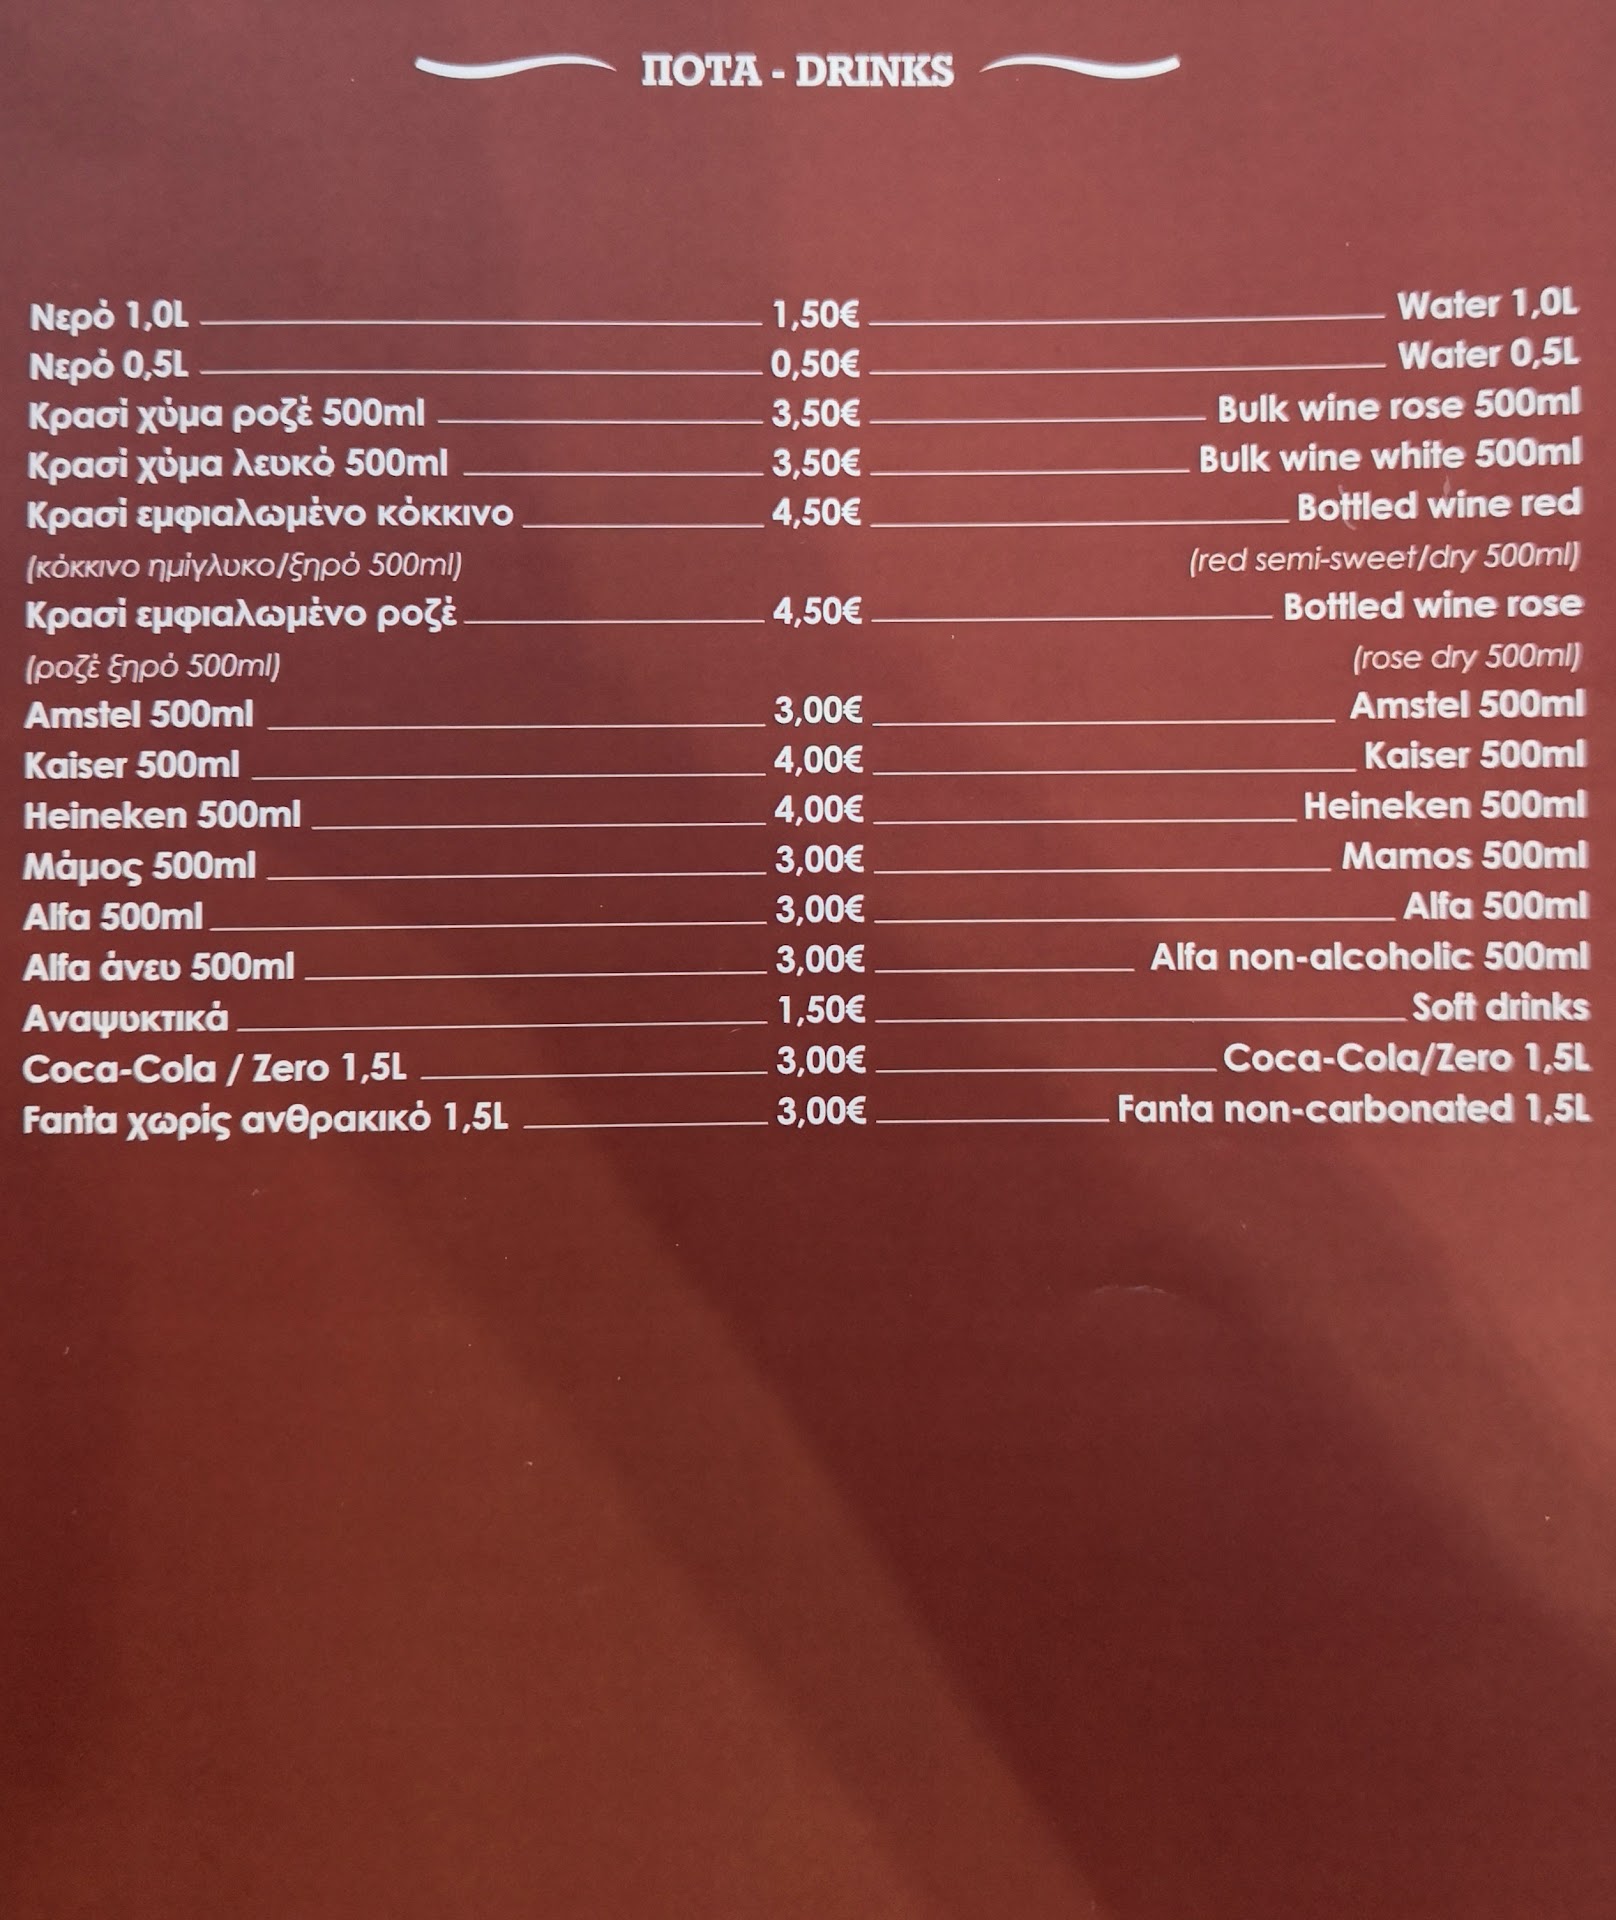 ΠΟΤΑ - DRINKS
Νερό 1,0L 1,50€ Water 1,0L
Νερό 0,5L 0,50€ Water 0,5L
Κρασί χύμα ροζέ 500ml 3,50€ Bulk wine rose 500ml
Κρασί χύμα λευκό 500ml 3,50€ Bulk wine white 500ml
Κρασί εμφιαλωμένο κόκκινο 4,50€ Bottled wine red
(κόκκινο ημίγλυκο/ξηρό 500ml) (red semi-sweet/dry 500ml)
Κρασί εμφιαλωμένο ροζέ 4,50€ Bottled wine rose
(ροζέ ξηρό 500ml) (rose dry 500ml)
Amstel 500ml 3,00€ Amstel 500ml
Kaiser 500ml 4,00€ Kaiser 500ml
Heineken 500ml 4,00€ Heineken 500ml
Μάμος 500ml 3,00€ Mamos 500ml
Alfa 500ml 3,00€ Alfa 500ml
Alfa άνευ 500ml 3,00€ Alfa non-alcoholic 500ml
Αναψυκτικά 1,50€ Soft drinks
Coca-Cola / Zero 1,5L 3,00€ Coca-Cola/Zero 1,5L
Fanta χωρίς ανθρακικό 1,5L 3,00€ Fanta non-carbonated 1,5L